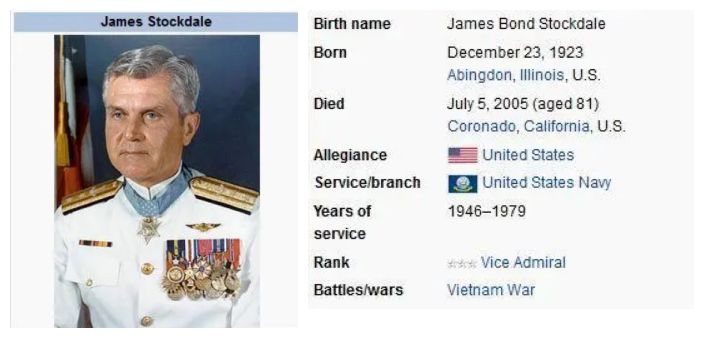 James Stockdale
Birth name James Bond Stockdale
Born December 23, 1923
Abingdon, Illinois, U.S.
Died July 5, 2005 (aged 81)
Coronado, California, U.S.
Allegiance United States
Service/branch United States Navy
Years of 1946–1979
service
Rank Vice Admiral
Battles/wars Vietnam War